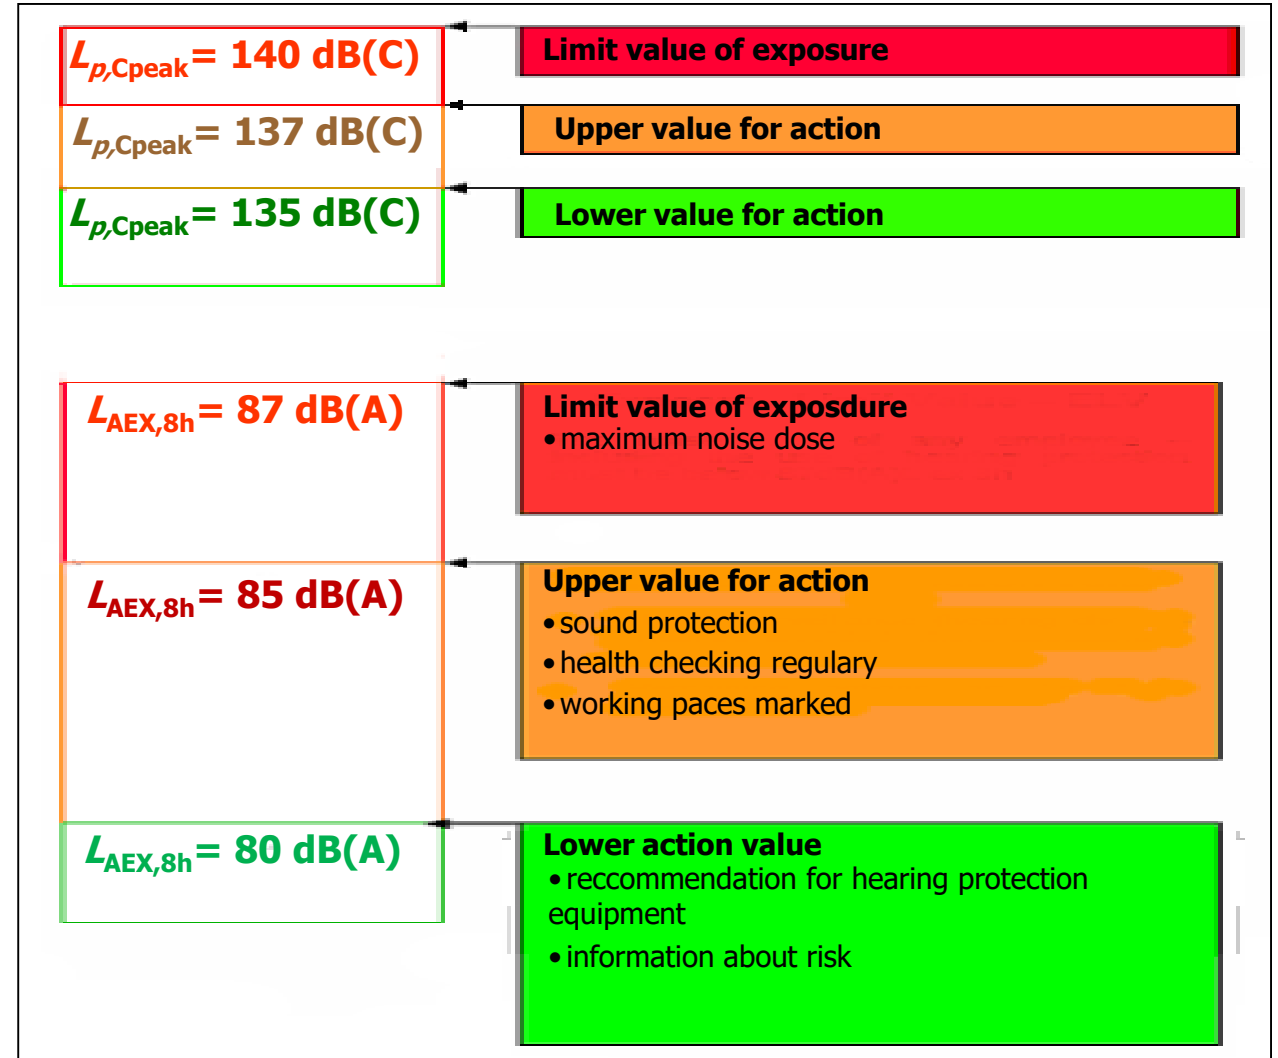 Lp,Cpeak= 140 dB(C)
Limit value of exposure
Lp,Cpeak= 137 dB(C)
Upper value for action
Lp,Cpeak= 135 dB(C)
Lower value for action
LAEX,8h= 87 dB(A)
Limit value of exposdure
• maximum noise dose
LAEX,8h= 85 dB(A)
Upper value for action
• sound protection
• health checking regulary
• working paces marked
LAEX,8h= 80 dB(A)
Lower action value
• reccommendation for hearing protection
equipment
• information about risk